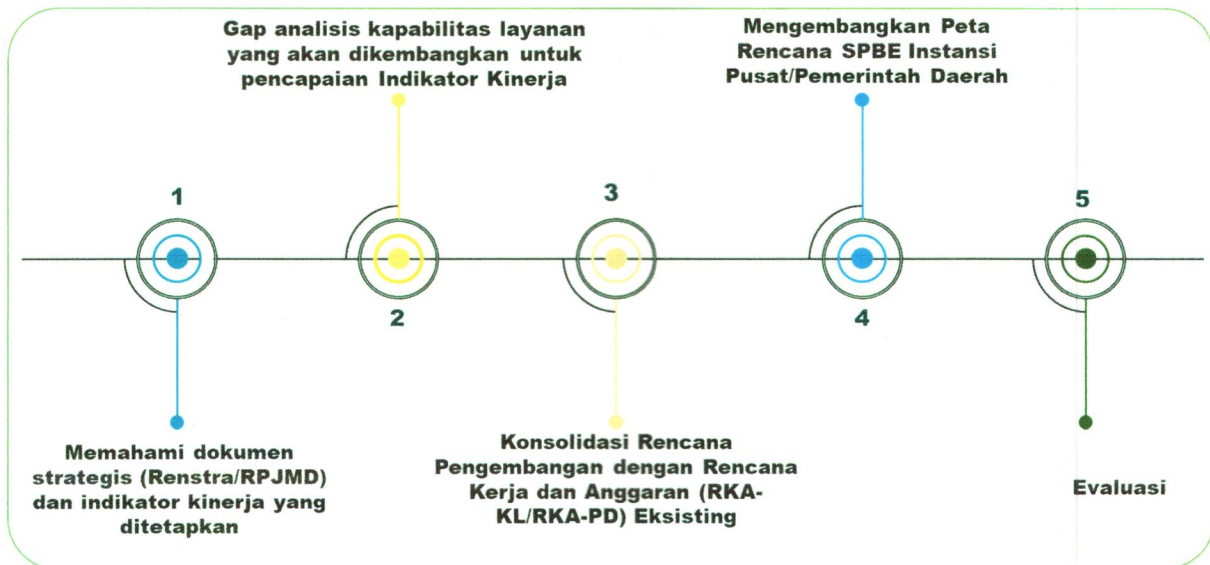 Gap analisis kapabilitas layanan
yang akan dikembangkan untuk
pencapaian Indikator Kinerja
Mengembangkan Peta
Rencana SPBE Instansi
Pusat/Pemerintah Daerah
1
3
5
2
4
Memahami dokumen
strategis (Renstra/RPJMD)
dan indikator kinerja yang
ditetapkan
Konsolidasi Rencana
Pengembangan dengan Rencana
Kerja dan Anggaran (RKA-
KL/RKA-PD) Eksisting
Evaluasi